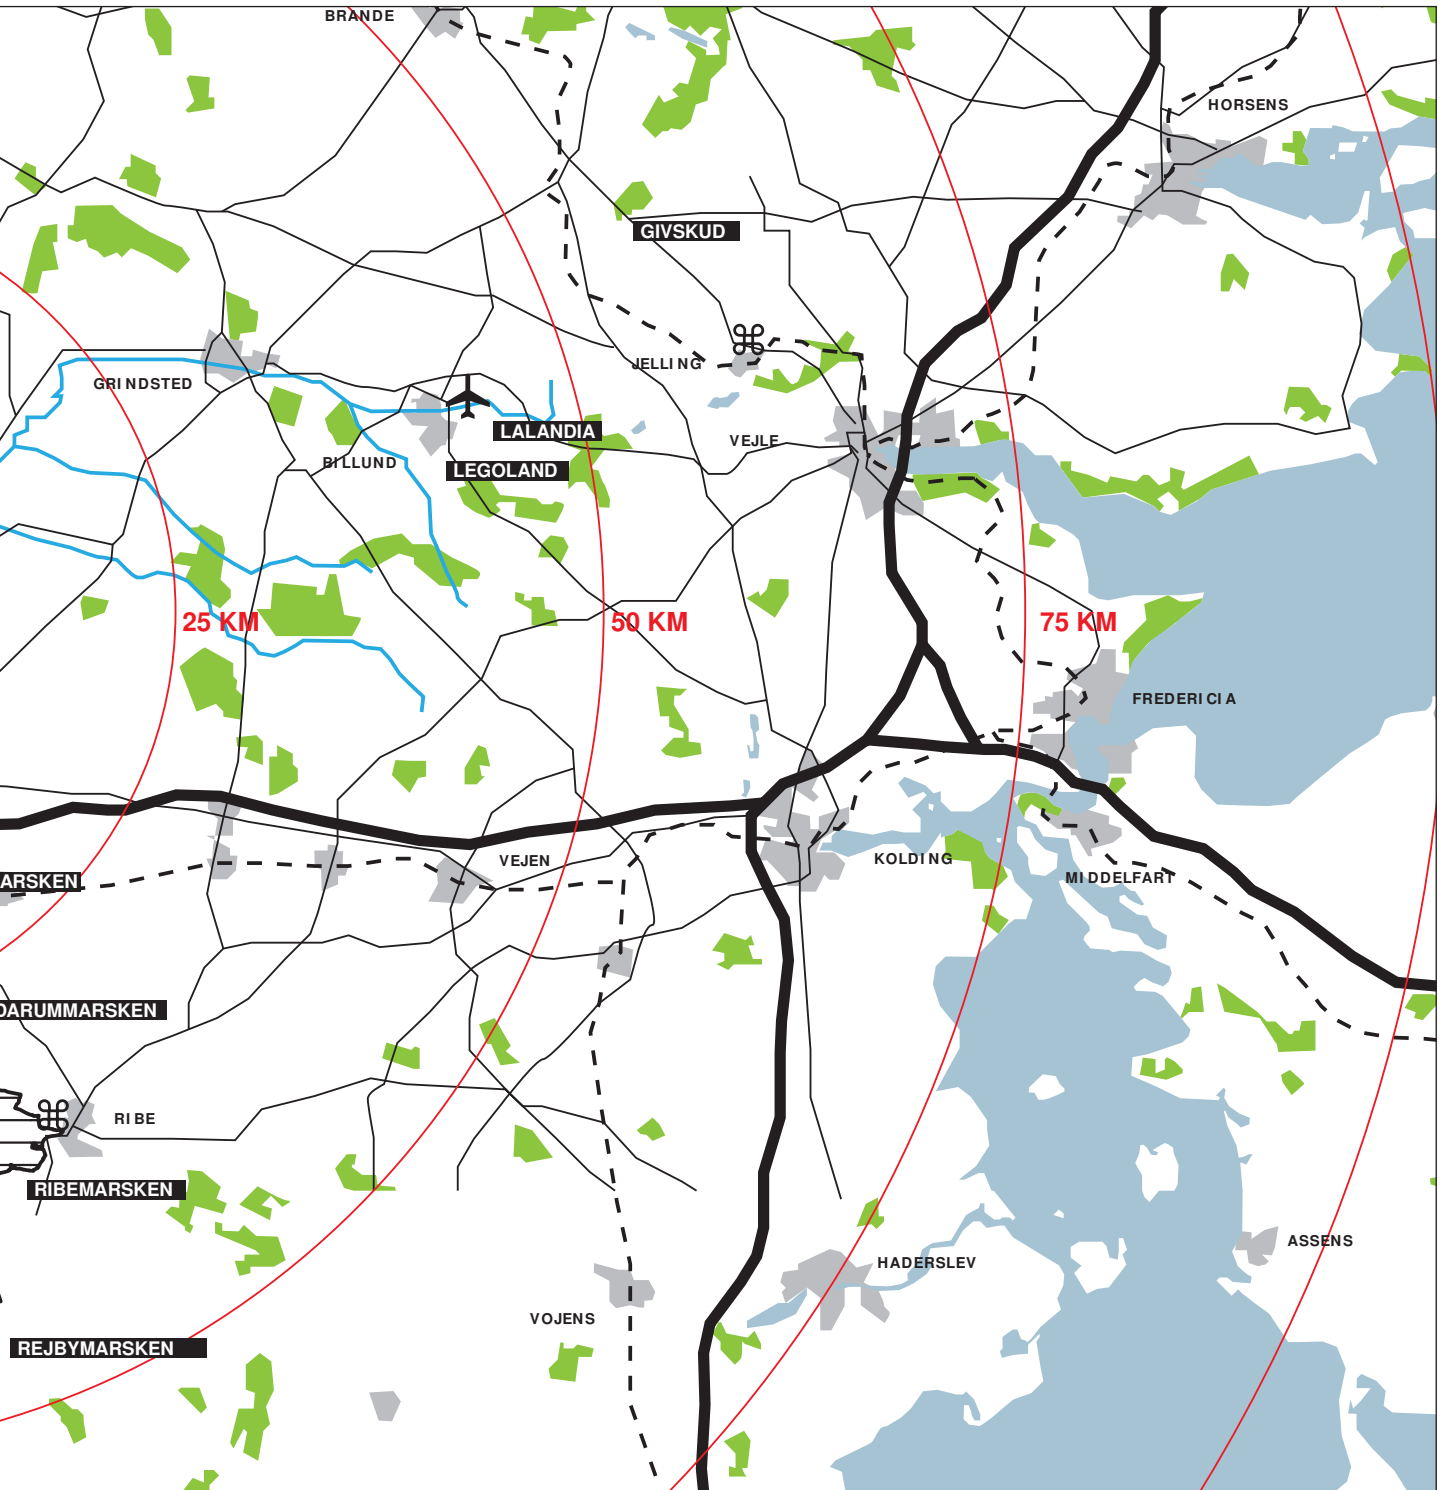 BRANDE
HORSENS
GIVSKUD
JELLING
GRINDSTED
LALANDIA
VEJLE
BILLUND
LEGOLAND
25 KM
50 KM
75 KM
FREDERICIA
VEJEN
KOLDING
MIDDELFART
ARSKEN
DARUMMARSKEN
RIBE
RIBEMARSKEN
ASSENS
HADERSLEV
VOJENS
REJBYMARSKEN